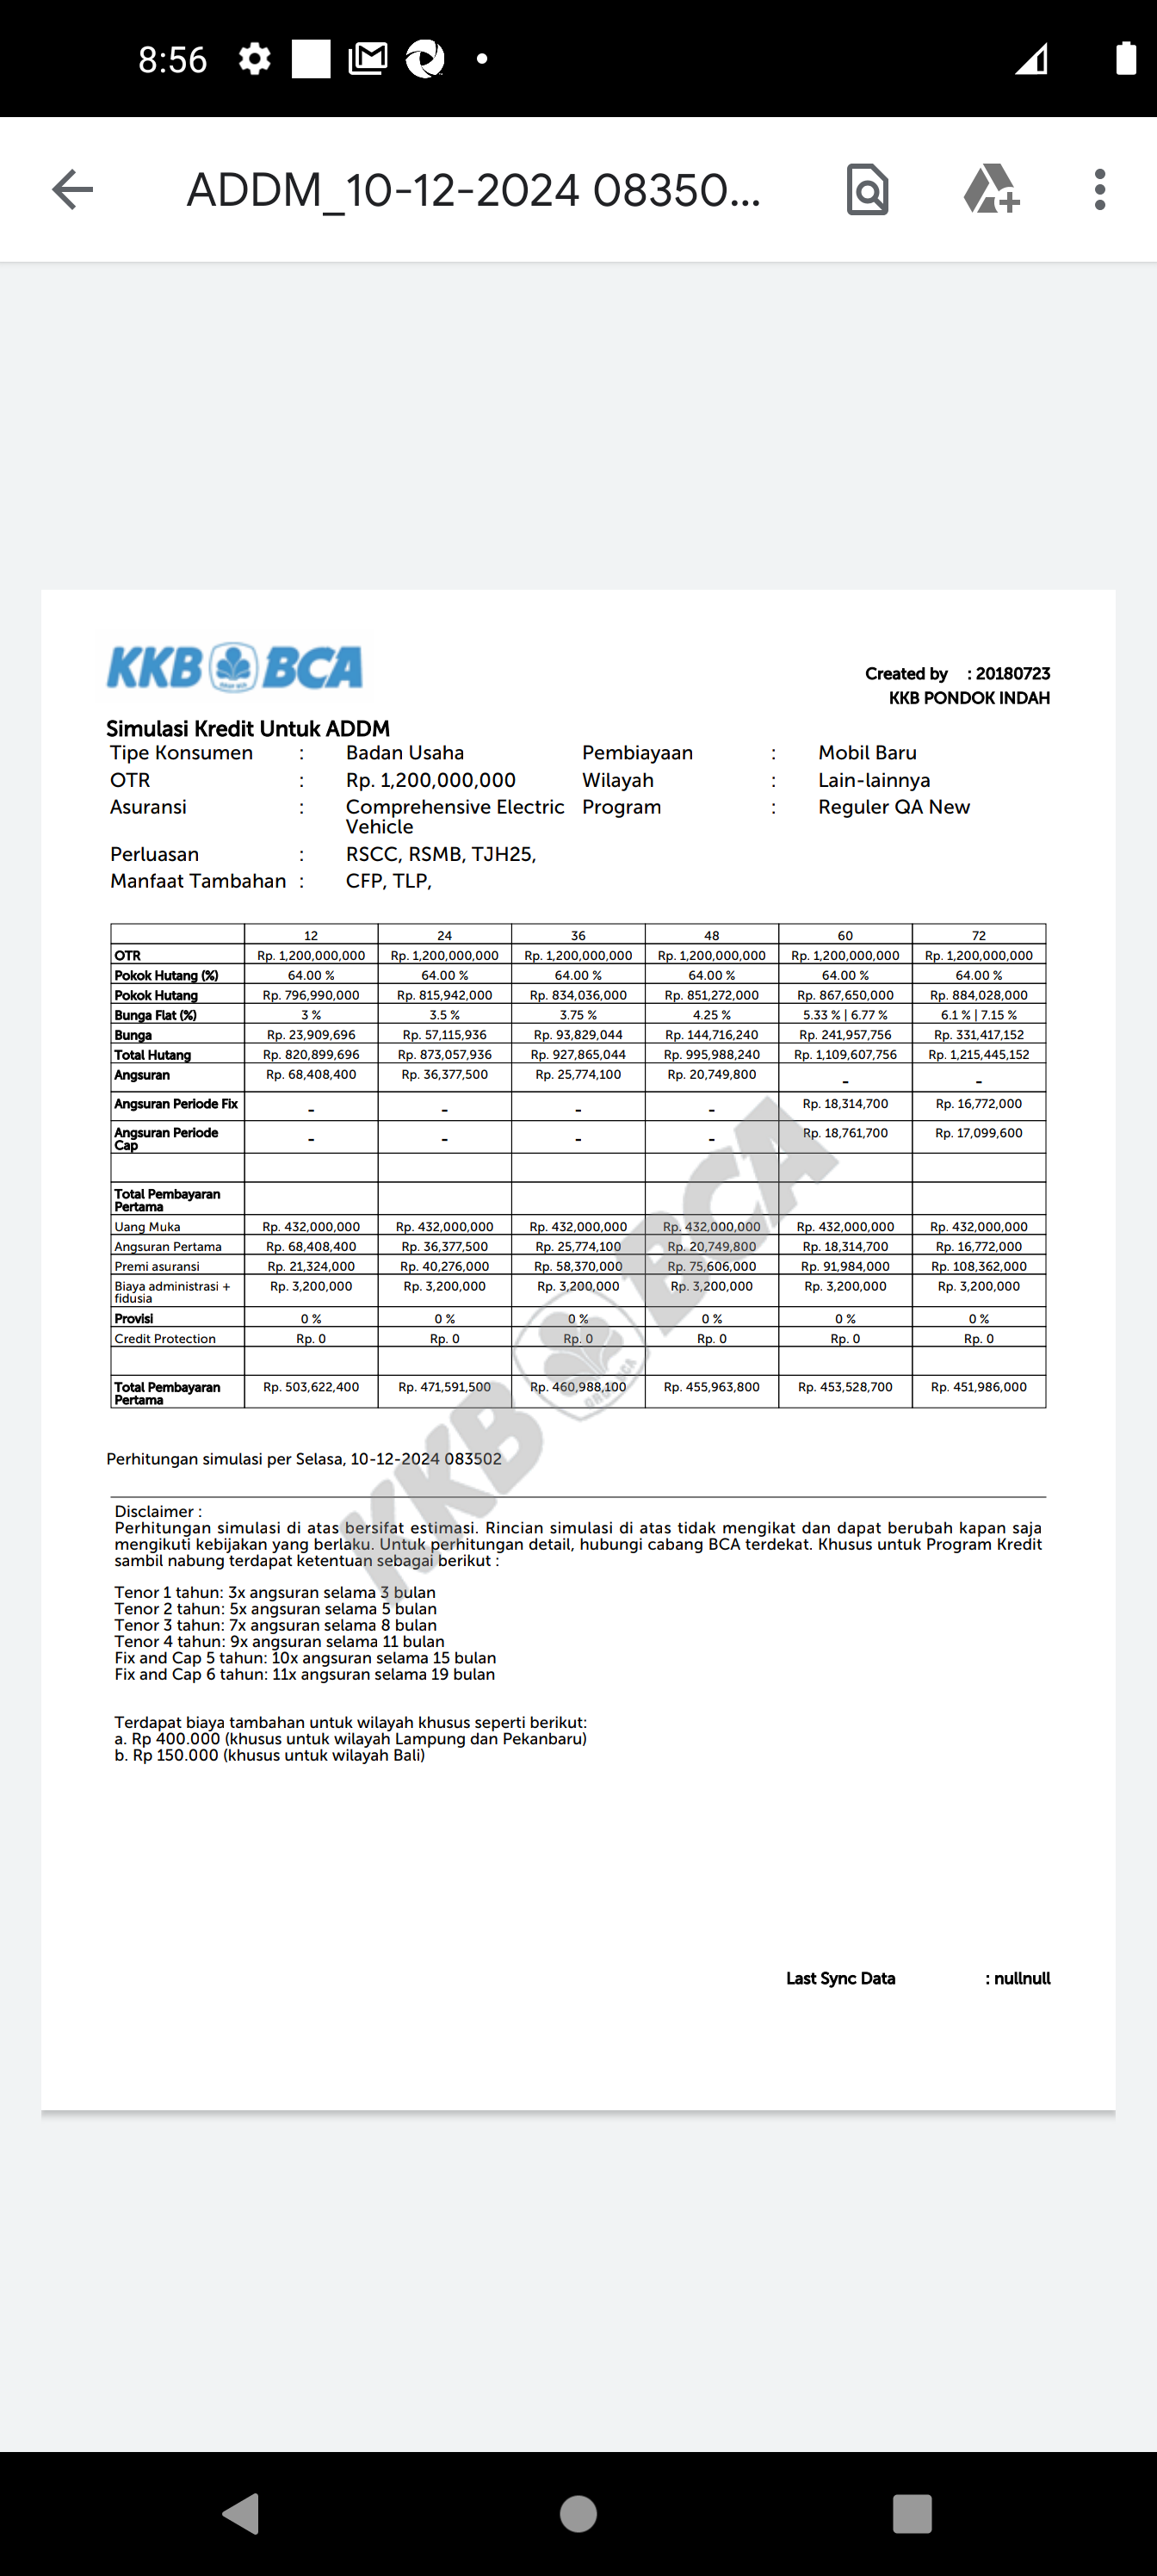 8:56
ADDM_10-12-2024 08350...
KKB BCA
Created by : 20180723
KKB PONDOK INDAH
Simulasi Kredit Untuk ADDM
Tipe Konsumen : Badan Usaha Pembiayaan : Mobil Baru
OTR : Rp. 1,200,000,000 Wilayah : Lain-lainnya
Asuransi : Comprehensive Electric Program : Reguler QA New
Vehicle
Perluasan : RSCC, RSMB, TJH25,
Manfaat Tambahan : CFP, TLP,
12 24 36 48 60 72
OTR Rp. 1,200,000,000 Rp. 1,200,000,000 Rp. 1,200,000,000 Rp. 1,200,000,000 Rp. 1,200,000,000 Rp. 1,200,000,000
Pokok Hutang (%) 64.00 % 64.00 % 64.00 % 64.00 % 64.00 % 64.00 %
Pokok Hutang Rp. 796,990,000 Rp. 815,942,000 Rp. 834,036,000 Rp. 851,272,000 Rp. 867,650,000 Rp. 884,028,000
Bunga Flat (%) 3 % 3.5 % 3.75 % 4.25 % 5.33 % | 6.77 % 6.1 % | 7.15 %
Bunga Rp. 23,909,696 Rp. 57,115,936 Rp. 93,829,044 Rp. 144,716,240 Rp. 241,957,756 Rp. 331,417,152
Total Hutang Rp. 820,899,696 Rp. 873,057,936 Rp. 927,865,044 Rp. 995,988,240 Rp. 1,109,607,756 Rp. 1,215,445,152
Angsuran Rp. 68,408,400 Rp. 36,377,500 Rp. 25,774,100 Rp. 20,749,800 - -
Angsuran Periode Fix - - - - Rp. 18,314,700 Rp. 16,772,000
Angsuran Periode
Cap - - - - Rp. 18,761,700 Rp. 17,099,600
Total Pembayaran
Pertama
Uang Muka Rp. 432,000,000 Rp. 432,000,000 Rp. 432,000,000 Rp. 432,000,000 Rp. 432,000,000 Rp. 432,000,000
Angsuran Pertama Rp. 68,408,400 Rp. 36,377,500 Rp. 25,774,100 Rp. 20,749,800 Rp. 18,314,700 Rp. 16,772,000
Premi asuransi Rp. 21,324,000 Rp. 40,276,000 Rp. 58,370,000 Rp. 75,606,000 Rp. 91,984,000 Rp. 108,362,000
Biaya administrasi + Rp. 3,200,000 Rp. 3,200,000 Rp. 3,200,000 Rp. 3,200,000 Rp. 3,200,000 Rp. 3,200,000
fidusia
Provisi 0 % 0 % 0 % 0 % 0 % 0 %
Credit Protection Rp. 0 Rp. 0 Rp. 0 Rp. 0 Rp. 0 Rp. 0
Total Pembayaran Rp. 503,622,400 Rp. 471,591,500 Rp. 460,988,100 Rp. 455,963,800 Rp. 453,528,700 Rp. 451,986,000
Pertama
KKB BCA
Perhitungan simulasi per Selasa, 10-12-2024 083502
Disclaimer :
Perhitungan simulasi di atas bersifat estimasi. Rincian simulasi di atas tidak mengikat dan dapat berubah kapan saja
mengikuti kebijakan yang berlaku. Untuk perhitungan detail, hubungi cabang BCA terdekat. Khusus untuk Program Kredit
sambil nabung terdapat ketentuan sebagai berikut :
Tenor 1 tahun: 3x angsuran selama 3 bulan
Tenor 2 tahun: 5x angsuran selama 5 bulan
Tenor 3 tahun: 7x angsuran selama 8 bulan
Tenor 4 tahun: 9x angsuran selama 11 bulan
Fix and Cap 5 tahun: 10x angsuran selama 15 bulan
Fix and Cap 6 tahun: 11x angsuran selama 19 bulan
Terdapat biaya tambahan untuk wilayah khusus seperti berikut:
a. Rp 400.000 (khusus untuk wilayah Lampung dan Pekanbaru)
b. Rp 150.000 (khusus untuk wilayah Bali)
Last Sync Data : nullnull